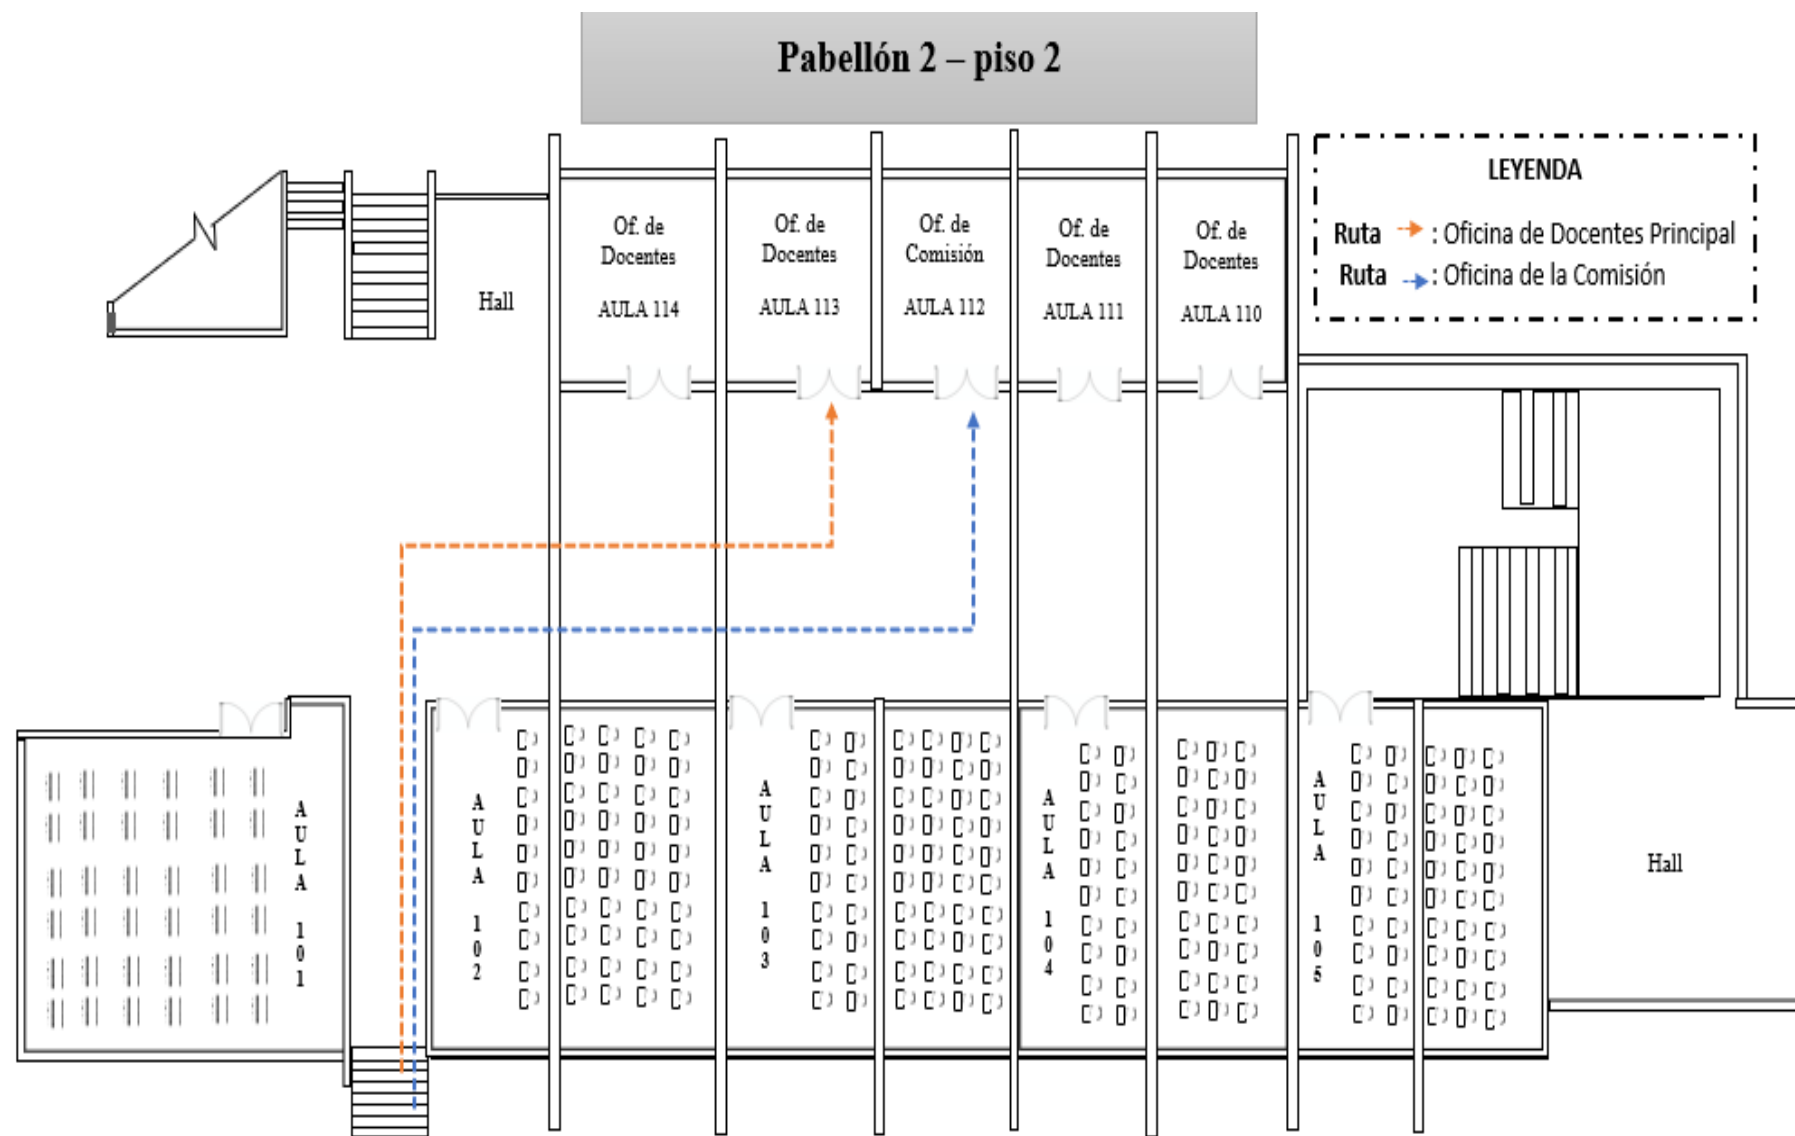 Pabellón 2 – piso 2
LEYENDA
Ruta : Oficina de Docentes Principal
Ruta : Oficina de la Comisión
Hall
Of. de
Docentes
AULA 114
Of. de
Docentes
AULA 113
Of. de
Comisión
AULA 112
Of. de
Docentes
AULA 111
Of. de
Docentes
AULA 110
AULA 101
AULA 102
AULA 103
AULA 104
AULA 105
Hall